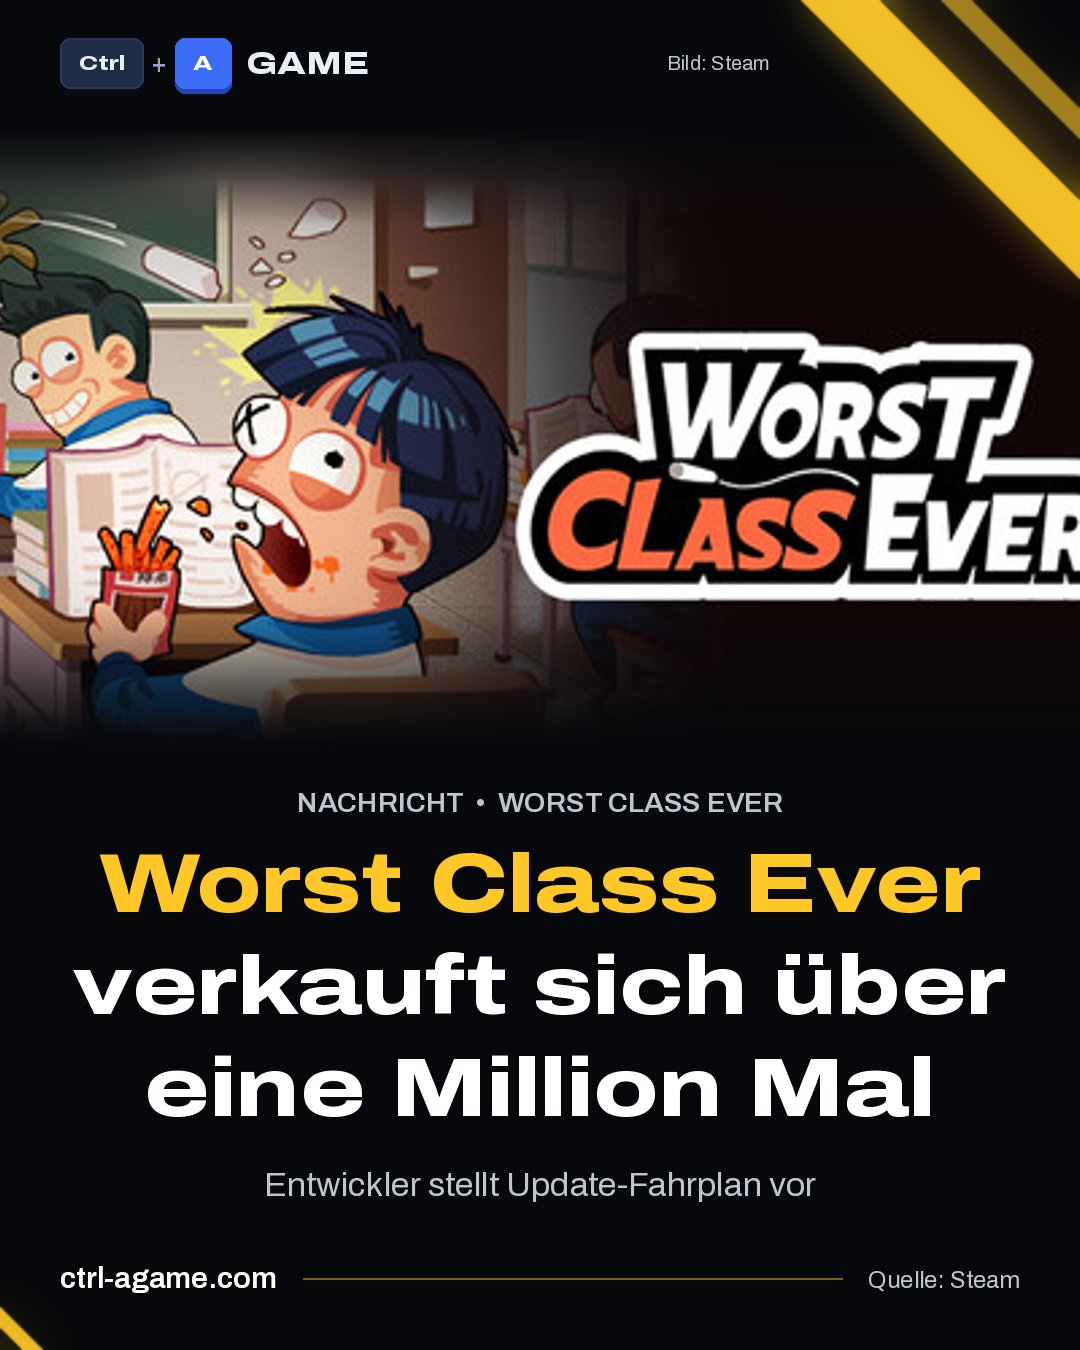 Ctrl + A GAME
Bild: Steam
WORST
CLASS EVER
NACHRICHT • WORST CLASS EVER
Worst Class Ever
verkauft sich über
eine Million Mal
Entwickler stellt Update-Fahrplan vor
ctrl-agame.com
Quelle: Steam